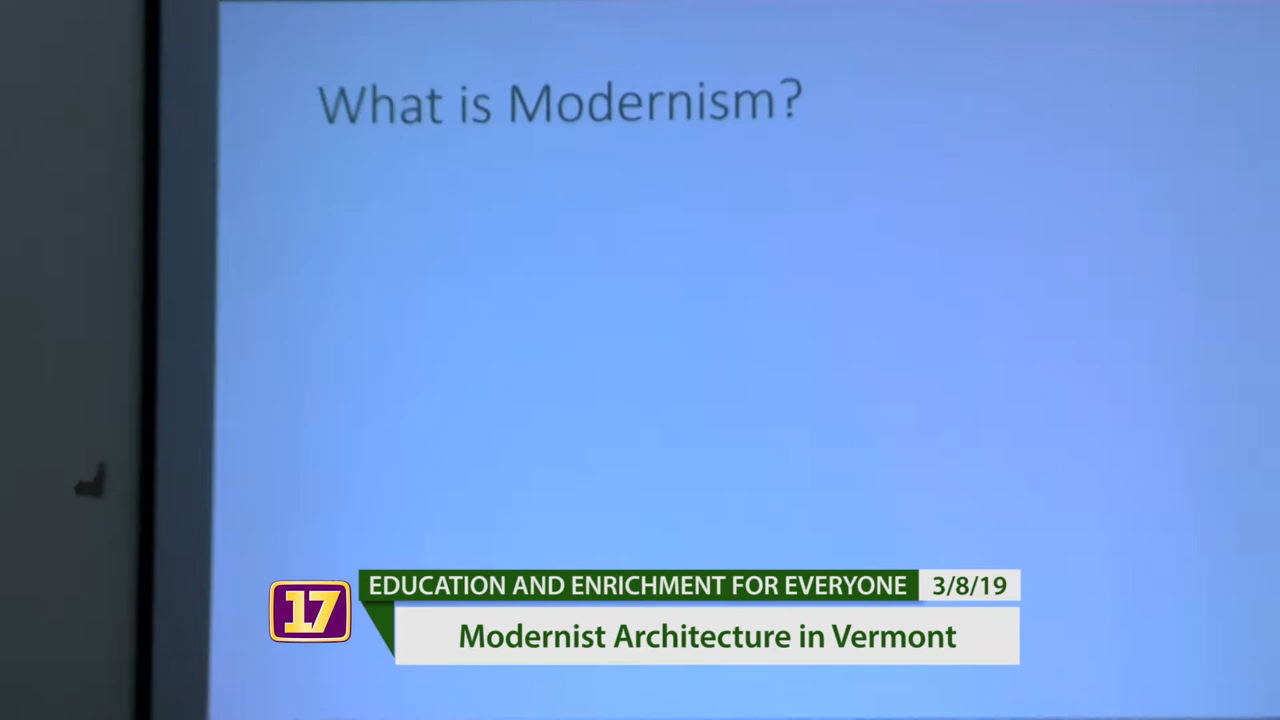 What is Modernism?
EDUCATION AND ENRICHMENT FOR EVERYONE 3/8/19
17
Modernist Architecture in Vermont